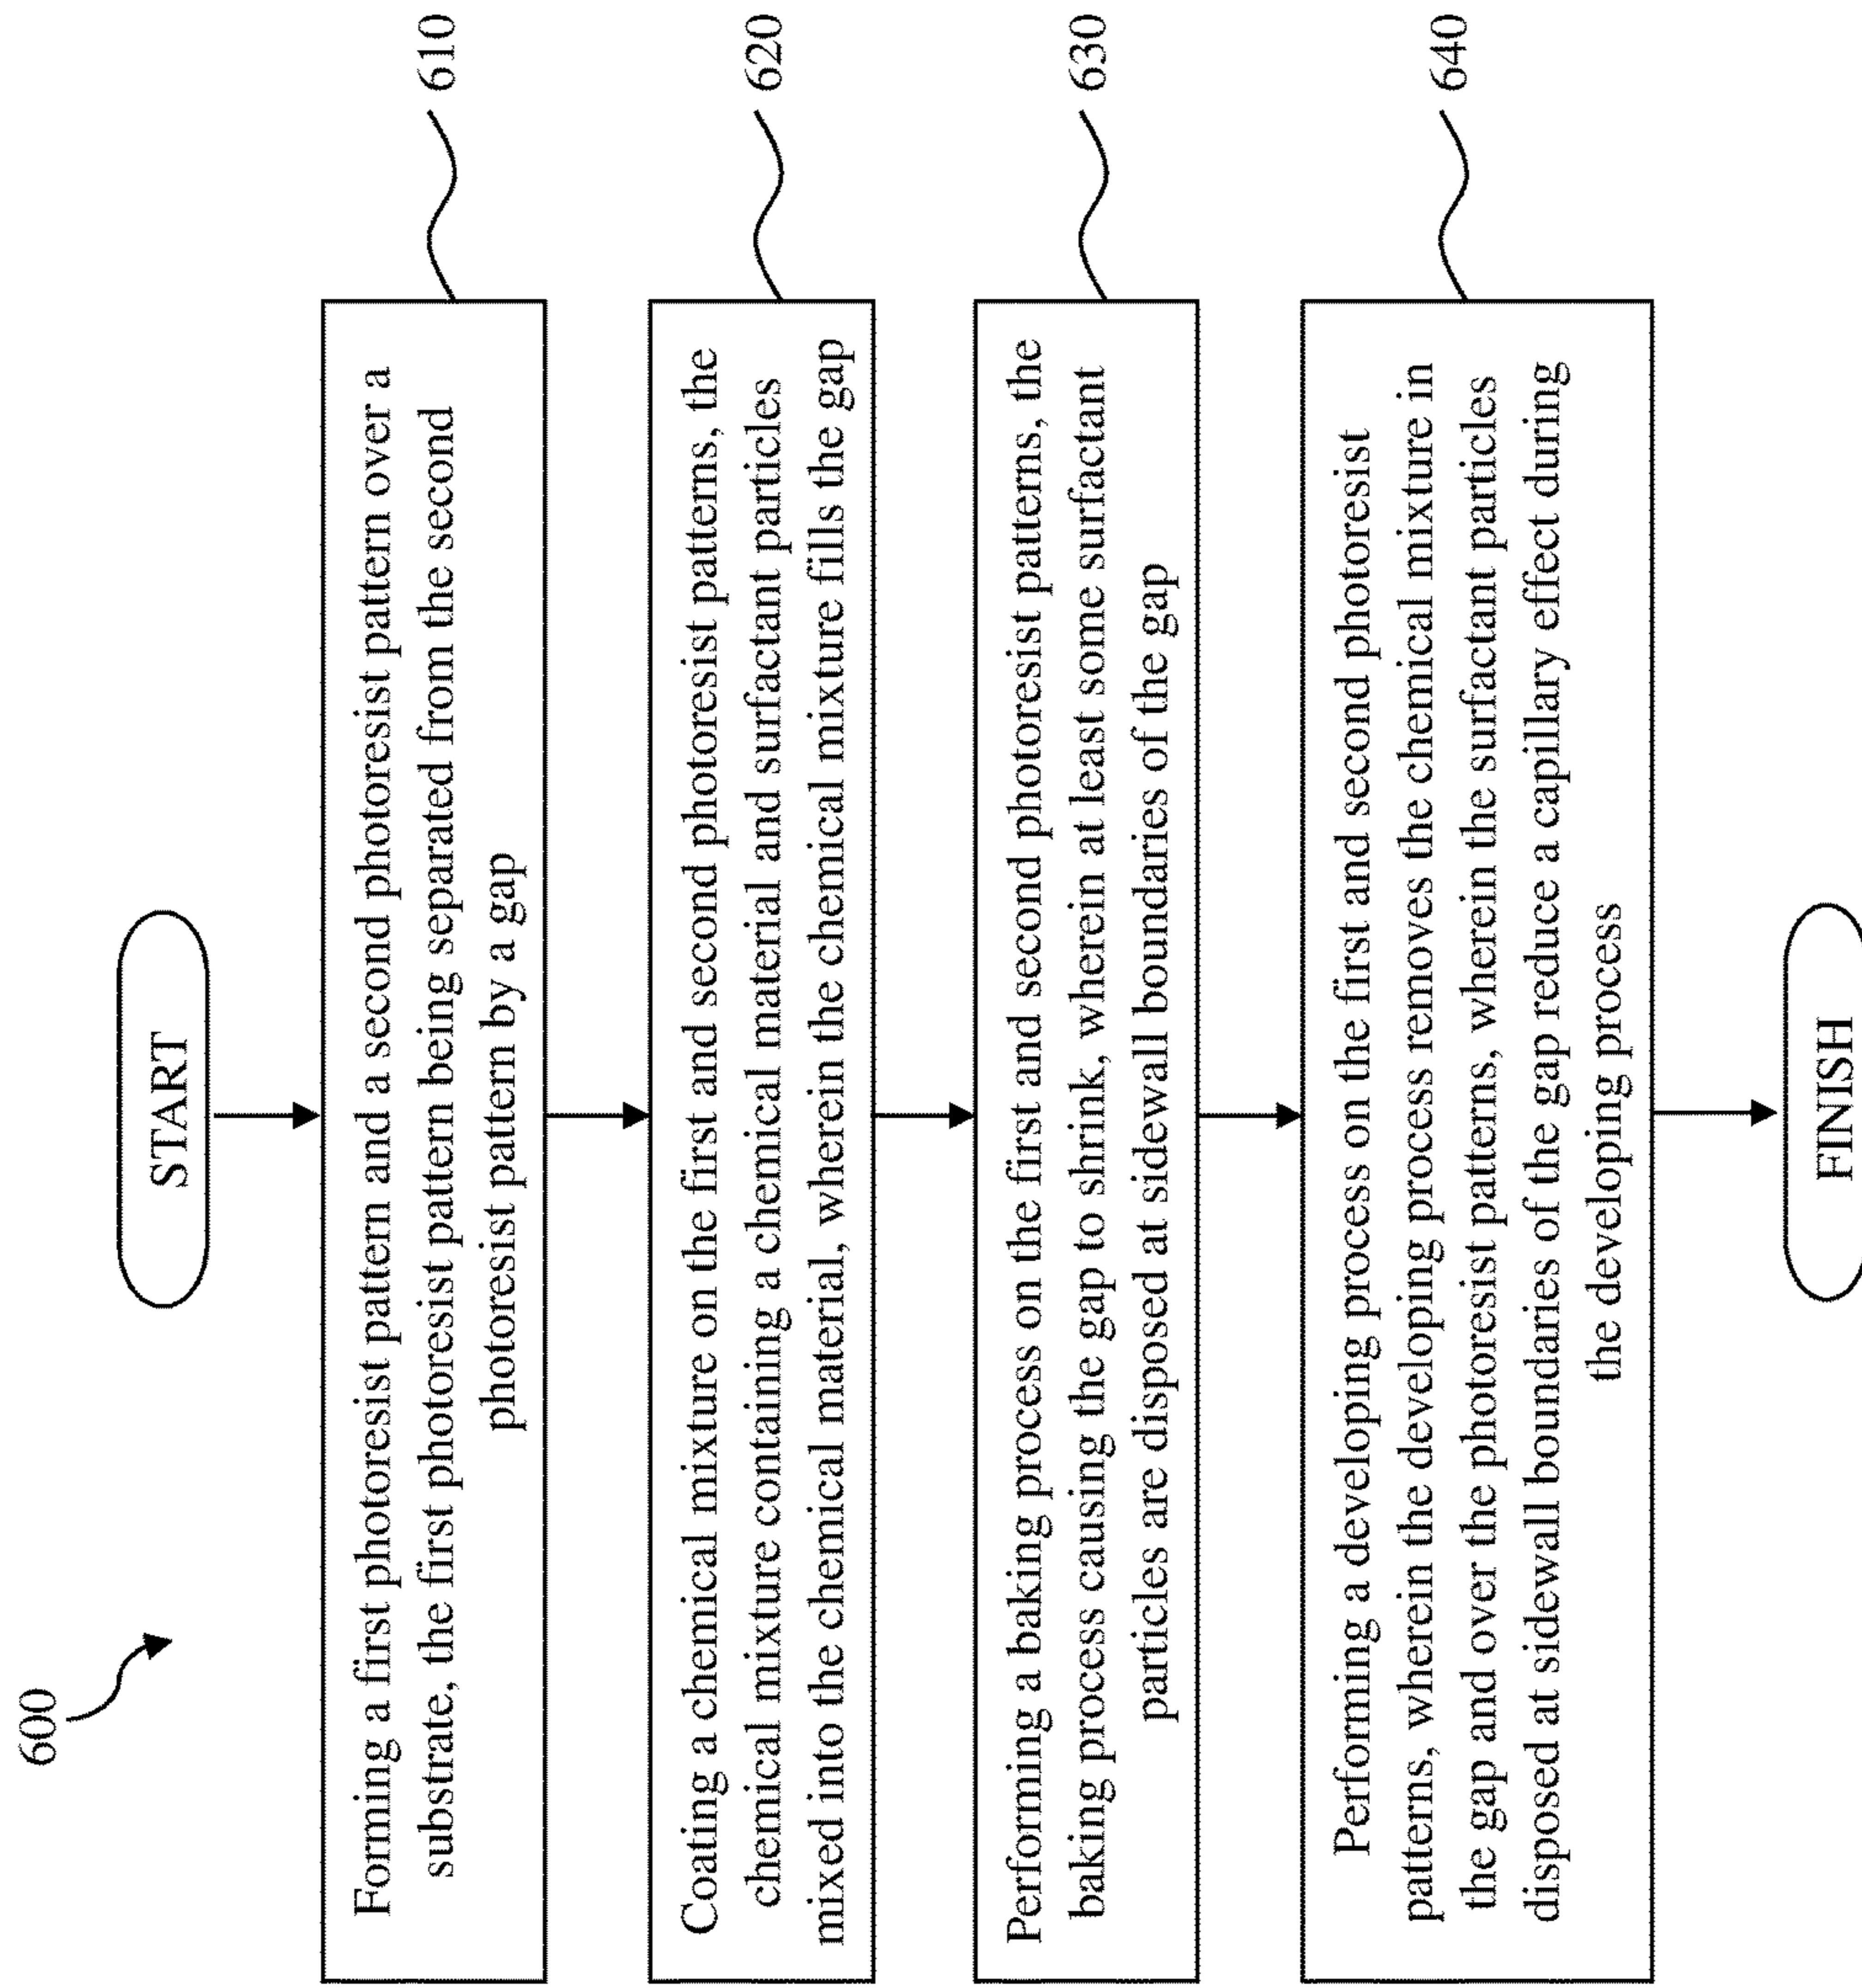 600
START
Forming a first photoresist pattern and a second photoresist pattern over a
substrate, the first photoresist pattern being separated from the second
photoresist pattern by a gap
610
Coating a chemical mixture on the first and second photoresist patterns, the
chemical mixture containing a chemical material and surfactant particles
mixed into the chemical material, wherein the chemical mixture fills the gap
620
Performing a baking process on the first and second photoresist patterns, the
baking process causing the gap to shrink, wherein at least some surfactant
particles are disposed at sidewall boundaries of the gap
630
Performing a developing process on the first and second photoresist
patterns, wherein the developing process removes the chemical mixture in
the gap and over the photoresist patterns, wherein the surfactant particles
disposed at sidewall boundaries of the gap reduce a capillary effect during
the developing process
640
FINISH